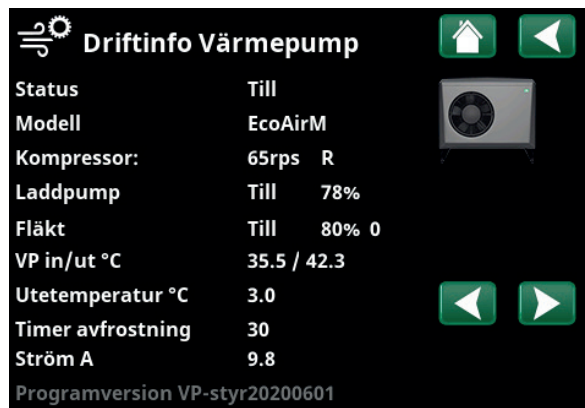 Driftinfo Värmepump
Status Till
Modell EcoAirM
Kompressor: 65rps R
Laddpump Till 78%
Fläkt Till 80% 0
VP in/ut °C 35.5 / 42.3
Utetemperatur °C 3.0
Timer avfrostning 30
Ström A 9.8
Programversion VP-styr20200601